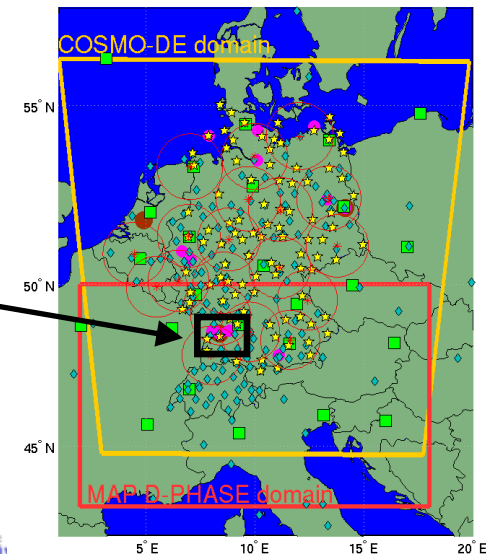 COSMO-DE domain
55° N
50° N
45° N
MAP D-PHASE domain
5° E
10° E
15° E
20° E